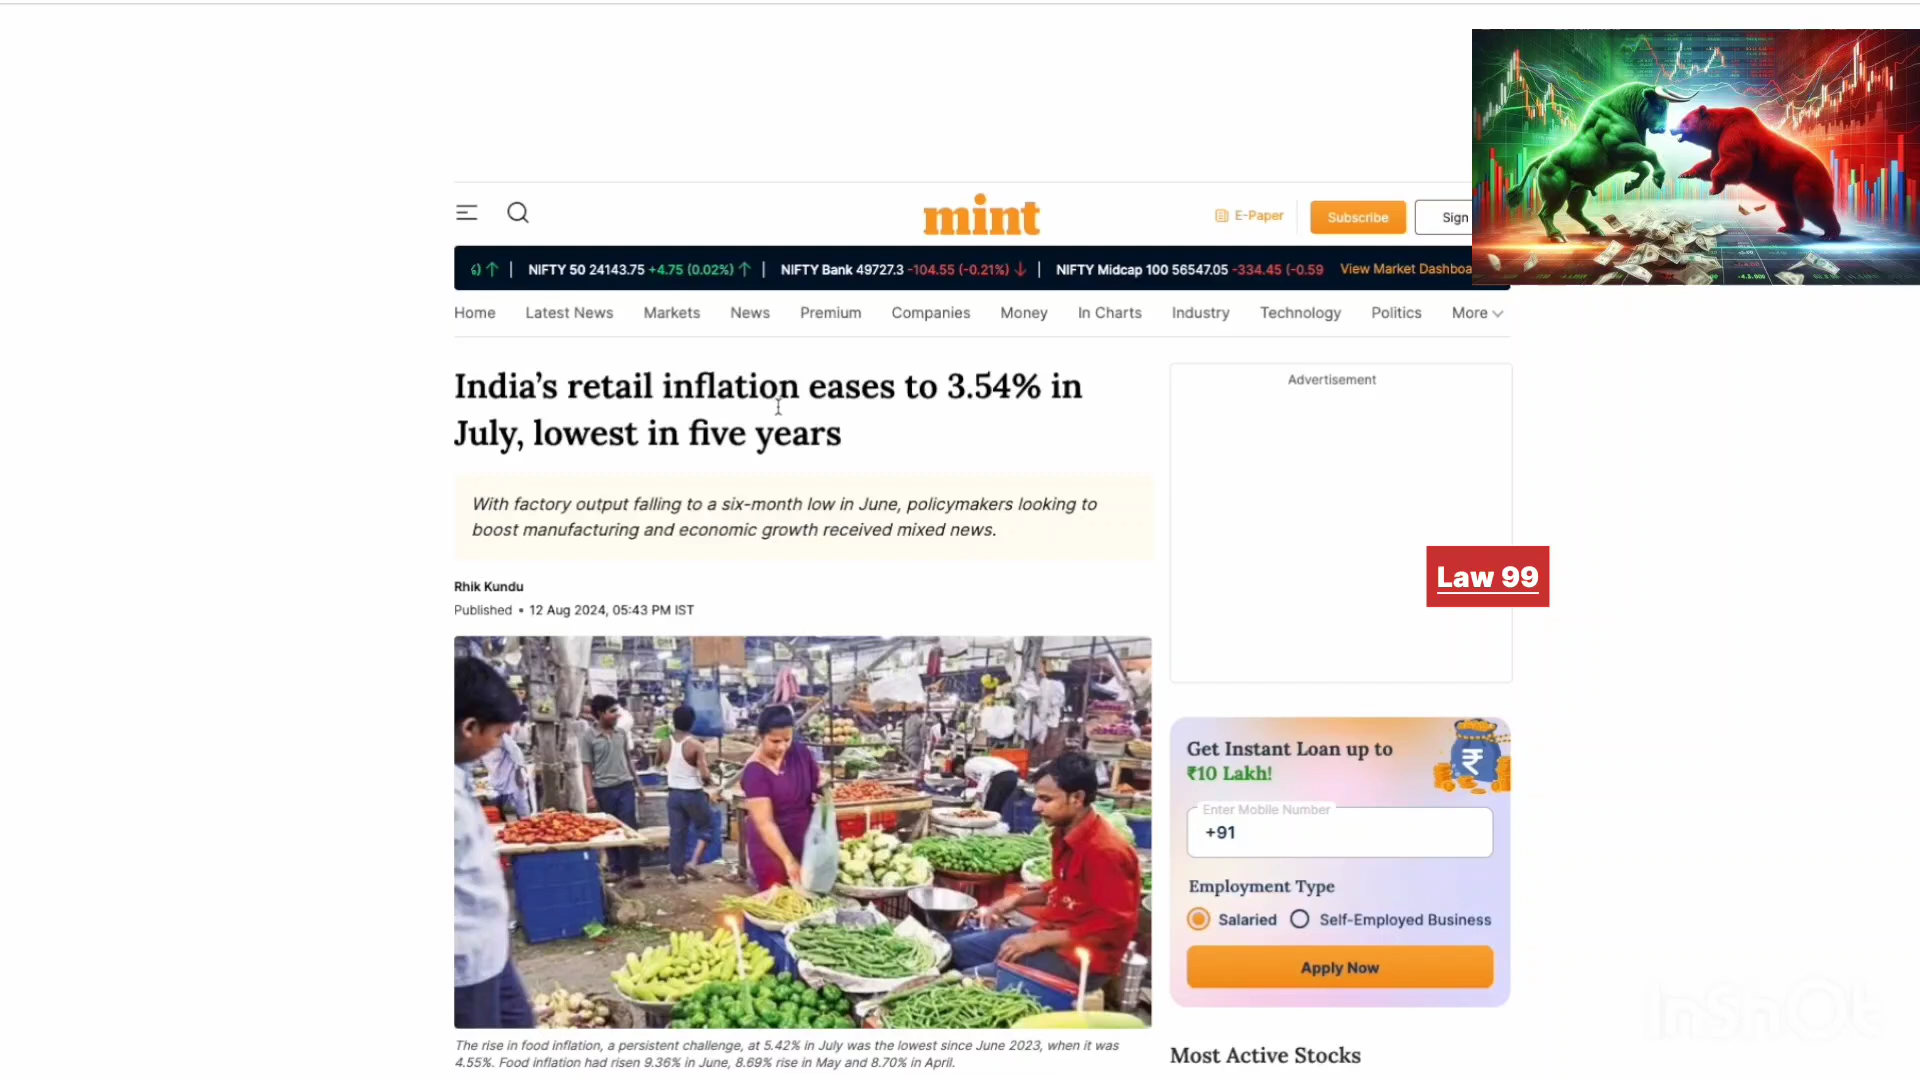 mint
E-Paper
Subscribe
Sign
NIFTY 50 24143.75 +4.75 (0.02%) | NIFTY Bank 49727.3 -104.55 (-0.21%) | NIFTY Midcap 100 56547.05 -334.45 (-0.59
View Market Dashboa
Home Latest News Markets News Premium Companies Money In Charts Industry Technology Politics More
India's retail inflation eases to 3.54% in
July, lowest in five years
With factory output falling to a six-month low in June, policymakers looking to
boost manufacturing and economic growth received mixed news.
Rhik Kundu
Published • 12 Aug 2024, 05:43 PM IST
The rise in food inflation, a persistent challenge, at 5.42% in July was the lowest since June 2023, when it was
4.55%. Food inflation had risen 9.36% in June, 8.69% rise in May and 8.70% in April.
Advertisement
Law 99
Get Instant Loan up to
₹10 Lakh!
Enter Mobile Number
+91
Employment Type
Salaried Self-Employed Business
Apply Now
Most Active Stocks
InShOt